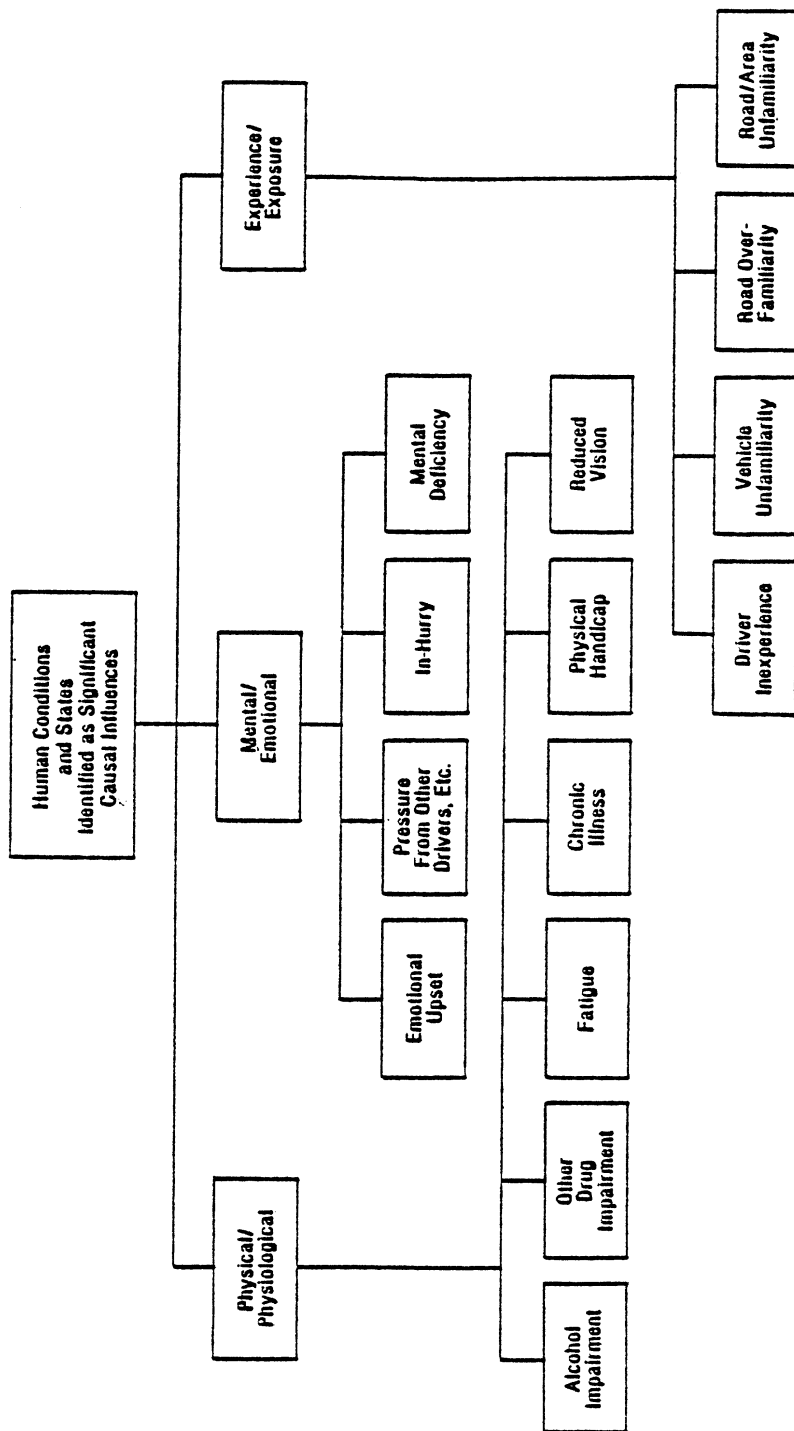 Human Conditions
and States
Identified as Significant
Causal Influences
Physical/
Physiological
Mental/
Emotional
Experience/
Exposure
Emotional
Upset
Pressure
From Other
Drivers, Etc.
In-Hurry
Mental
Deficiency
Alcohol
Impairment
Other
Drug
Impairment
Fatigue
Chronic
Illness
Physical
Handicap
Reduced
Vision
Driver
Inexperience
Vehicle
Unfamiliarity
Road Over-
Familiarity
Road/Area
Unfamiliarity